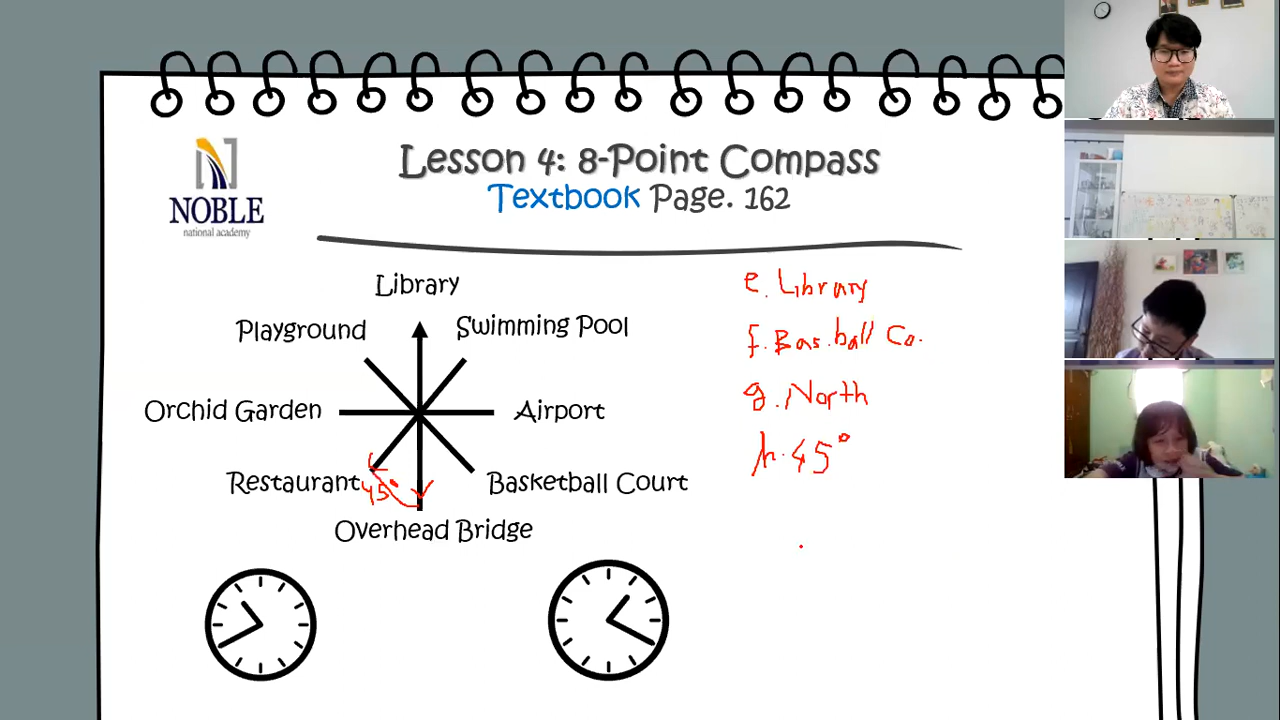 NOBLE
national academy
Lesson 4: 8-Point Compass
Textbook Page. 162
Library
Playground
Swimming Pool
Orchid Garden
Airport
Restaurant
45°
Basketball Court
Overhead Bridge
e. Library
f. Bas.ball Co.
g. North
h. 45°